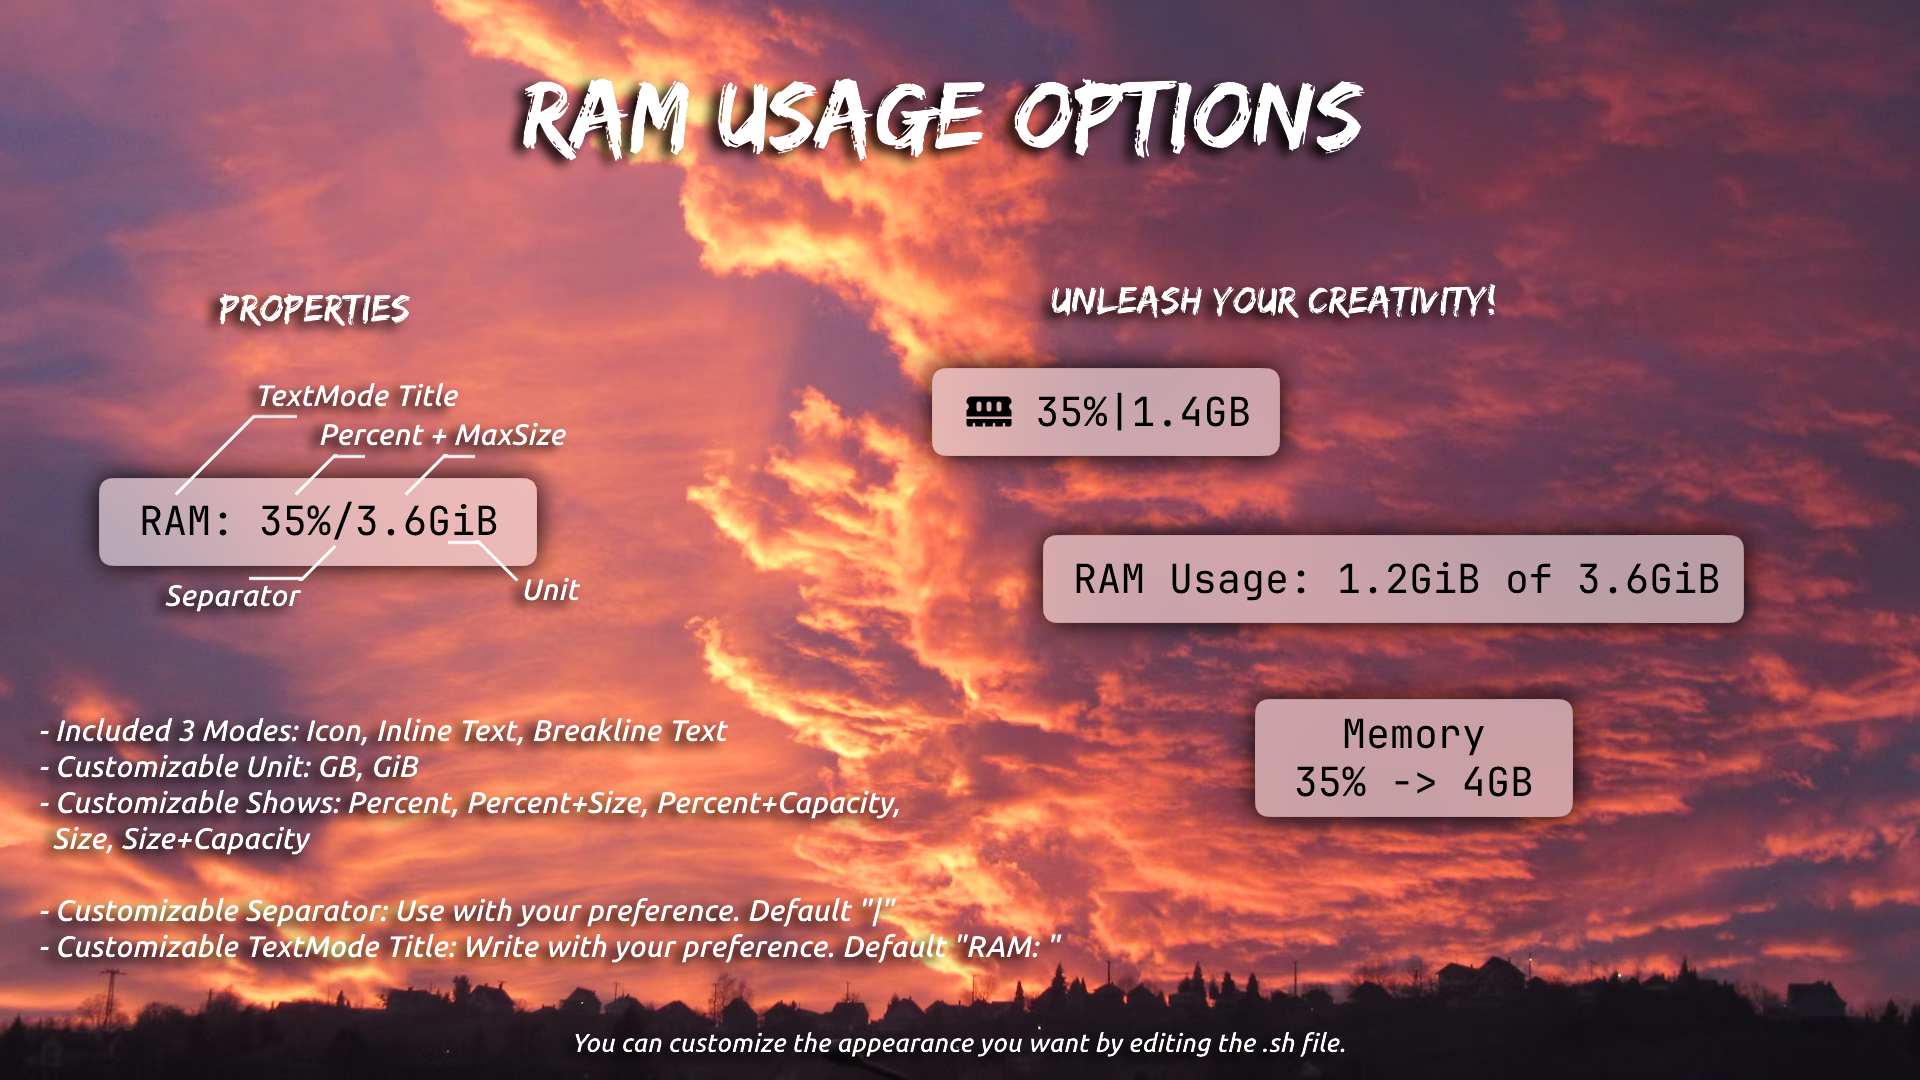 RAM USAGE OPTIONS
PROPERTIES
TextMode Title
Percent + MaxSize
RAM: 35%/3.6GiB
Separator
Unit
- Included 3 Modes: Icon, Inline Text, Breakline Text
- Customizable Unit: GB, GiB
- Customizable Shows: Percent, Percent+Size, Percent+Capacity,
Size, Size+Capacity
- Customizable Separator: Use with your preference. Default "|"
- Customizable TextMode Title: Write with your preference. Default "RAM: "
UNLEASH YOUR CREATIVITY!
35%|1.4GB
RAM Usage: 1.2GiB of 3.6GiB
Memory
35% -> 4GB
You can customize the appearance you want by editing the .sh file.